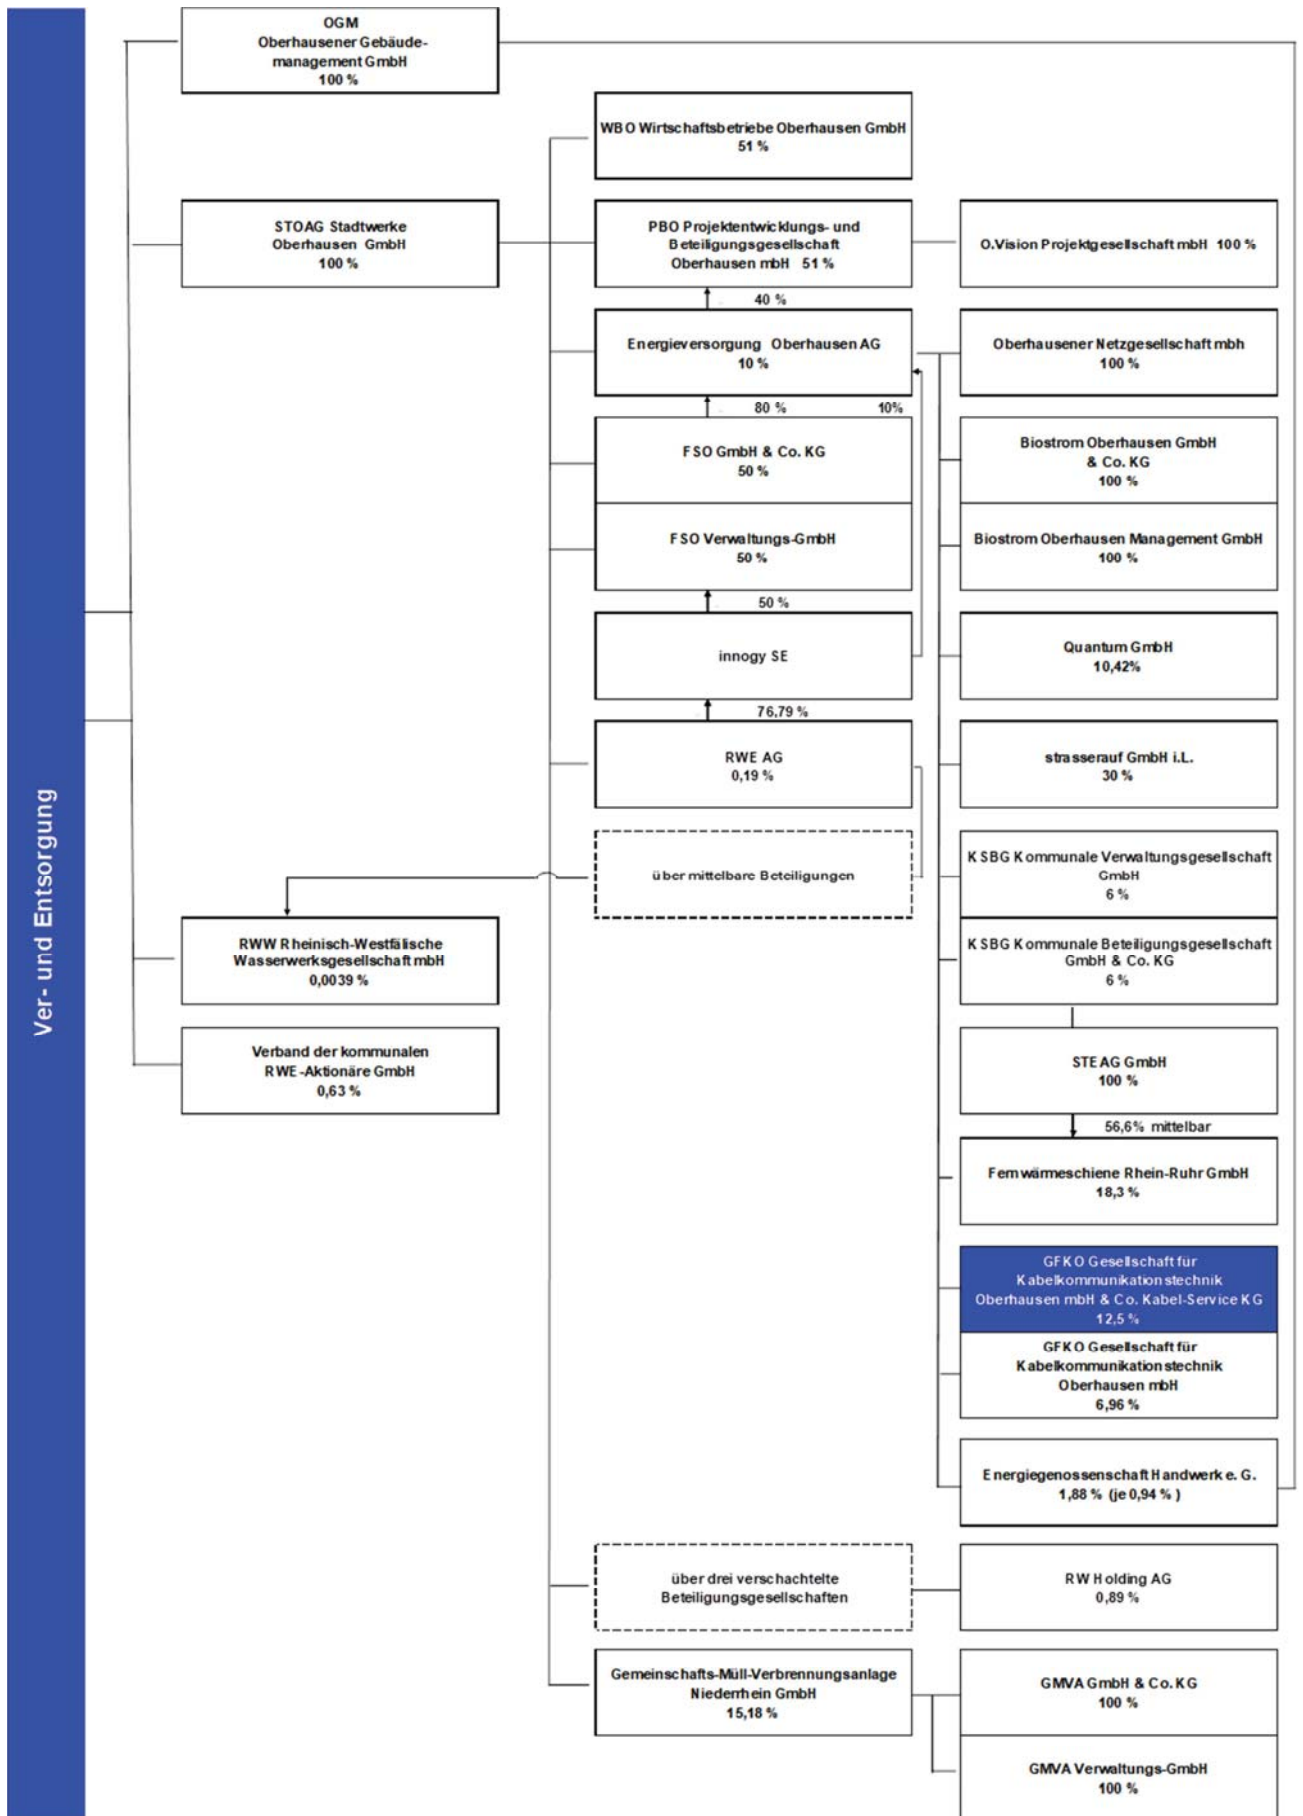 Ver- und Entsorgung
OGM
Oberhausener Gebäude-
management GmbH
100 %
WBO Wirtschaftsbetriebe Oberhausen GmbH
51 %
STOAG Stadtwerke
Oberhausen GmbH
100 %
PBO Projektentwicklungs- und
Beteiligungsgesellschaft
Oberhausen mbH 51 %
O.Vision Projektgesellschaft mbH 100 %
40 %
Energieversorgung Oberhausen AG
10 %
Oberhausener Netzgesellschaft mbh
100 %
80 %
10%
FSO GmbH & Co. KG
50 %
Biostrom Oberhausen GmbH
& Co. KG
100 %
FSO Verwaltungs-GmbH
50 %
Biostrom Oberhausen Management GmbH
100 %
50 %
innogy SE
Quantum GmbH
10,42%
76,79 %
RWE AG
0,19 %
strasserauf GmbH i.L.
30 %
über mittelbare Beteiligungen
KSBG Kommunale Verwaltungsgesellschaft
GmbH
6 %
RWW Rheinisch-Westfälische
Wasserwerksgesellschaft mbH
0,0039 %
KSBG Kommunale Beteiligungsgesellschaft
GmbH & Co. KG
6 %
Verband der kommunalen
RWE-Aktionäre GmbH
0,63 %
STEAG GmbH
100 %
56,6% mittelbar
Fernwärmeschiene Rhein-Ruhr GmbH
18,3 %
GFKO Gesellschaft für
Kabelkommunikationstechnik
Oberhausen mbH & Co. Kabel-Service KG
12,5 %
GFKO Gesellschaft für
Kabelkommunikationstechnik
Oberhausen mbH
6,96 %
Energiegenossenschaft Handwerk e. G.
1,88 % (je 0,94 % )
über drei verschachtelte
Beteiligungsgesellschaften
RW Holding AG
0,89 %
Gemeinschafts-Müll-Verbrennungsanlage
Niederrhein GmbH
15,18 %
GMVA GmbH & Co. KG
100 %
GMVA Verwaltungs-GmbH
100 %